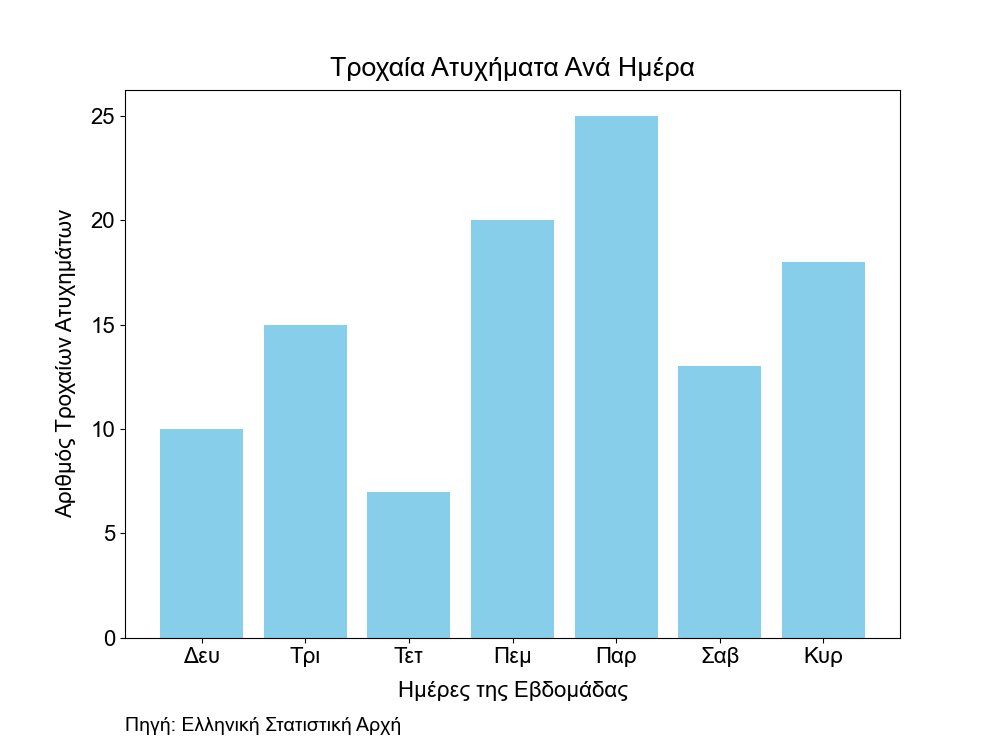 Τροχαία Ατυχήματα Ανά Ημέρα
Αριθμός Τροχαίων Ατυχημάτων
25
20
15
10
5
0
Δευ Τρι Τετ Πεμ Παρ Σαβ Κυρ
Ημέρες της Εβδομάδας
Πηγή: Ελληνική Στατιστική Αρχή